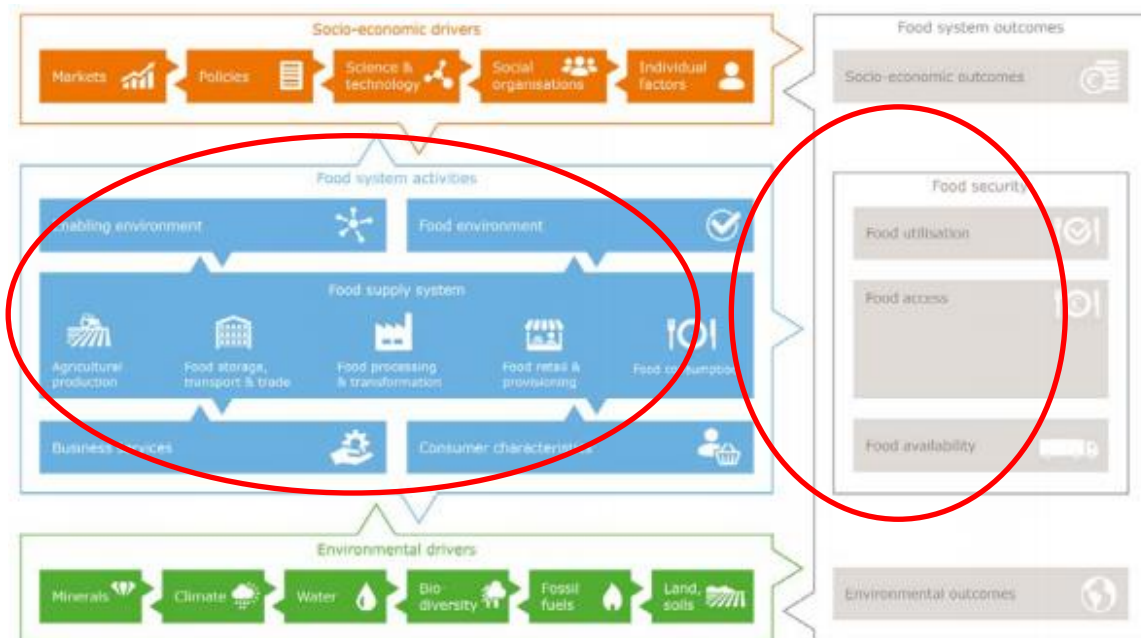 Socio-economic drivers
Markets
Policies
Science &
technology
Social
organisations
Individual
factors
Food system outcomes
Socio-economic outcomes
Food system activities
Enabling environment
Food environment
Food supply system
Agricultural
production
Food storage,
transport & trade
Food processing
& transformation
Food retail &
provisioning
Food consumption
Business services
Consumer characteristics
Food security
Food utilisation
Food access
Food availability
Environmental drivers
Minerals
Climate
Water
Bio
diversity
Fossil
fuels
Land,
soils
Environmental outcomes